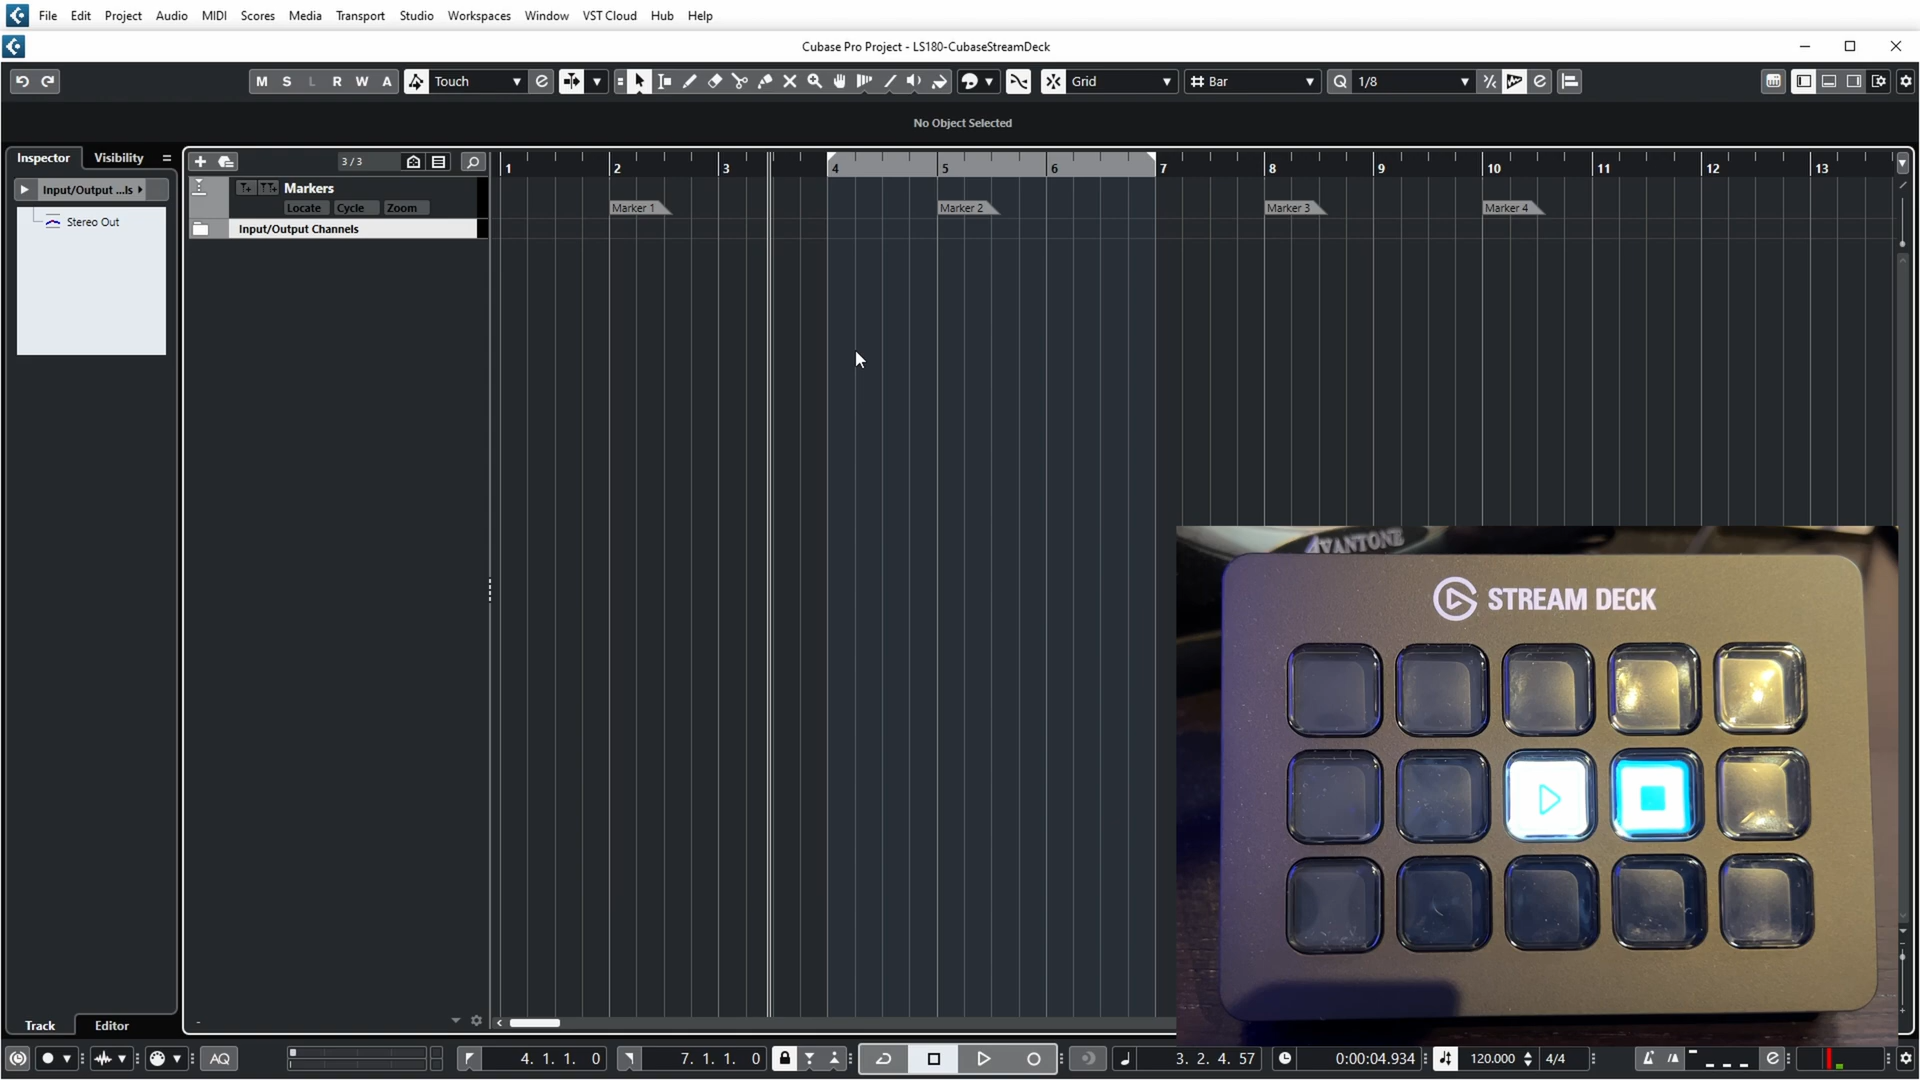 File Edit Project Audio MIDI Scores Media Transport Studio Workspaces Window VST Cloud Hub Help
Cubase Pro Project - LS180-CubaseStreamDeck
M S L R W A Touch e Grid Bar Q 1/8 e
No Object Selected
Inspector Visibility
3 / 3
1 2 3 4 5 6 7 8 9 10 11 12 13
Input/Output ...ls
Markers
Locate Cycle Zoom
Marker 1 Marker 2 Marker 3 Marker 4
Stereo Out
Input/Output Channels
AVANTONE
STREAM DECK
Track Editor
AQ 4. 1. 1. 0 7. 1. 1. 0 3. 2. 4. 57 0:00:04.934 120.000 4/4 e